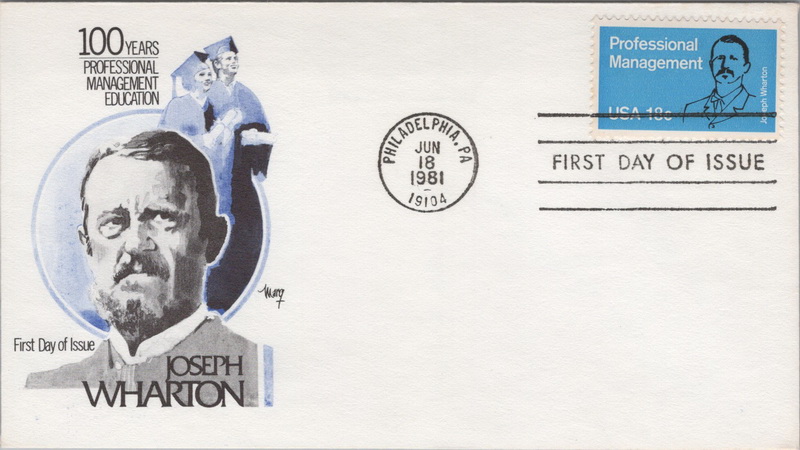 100 YEARS
PROFESSIONAL
MANAGEMENT
EDUCATION
First Day of Issue
JOSEPH
WHARTON
PHILADELPHIA, PA
JUN
18
1981
19104
Professional
Management
Joseph Wharton
USA 18c
FIRST DAY OF ISSUE